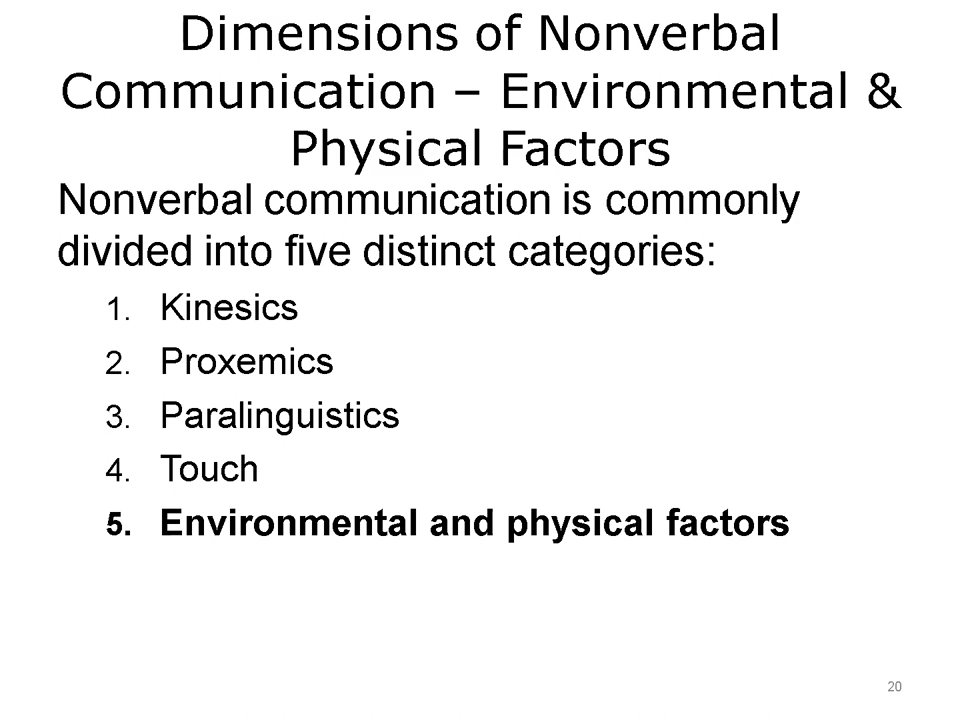 Dimensions of Nonverbal
Communication – Environmental &
Physical Factors
Nonverbal communication is commonly
divided into five distinct categories:
1. Kinesics
2. Proxemics
3. Paralinguistics
4. Touch
5. Environmental and physical factors
20